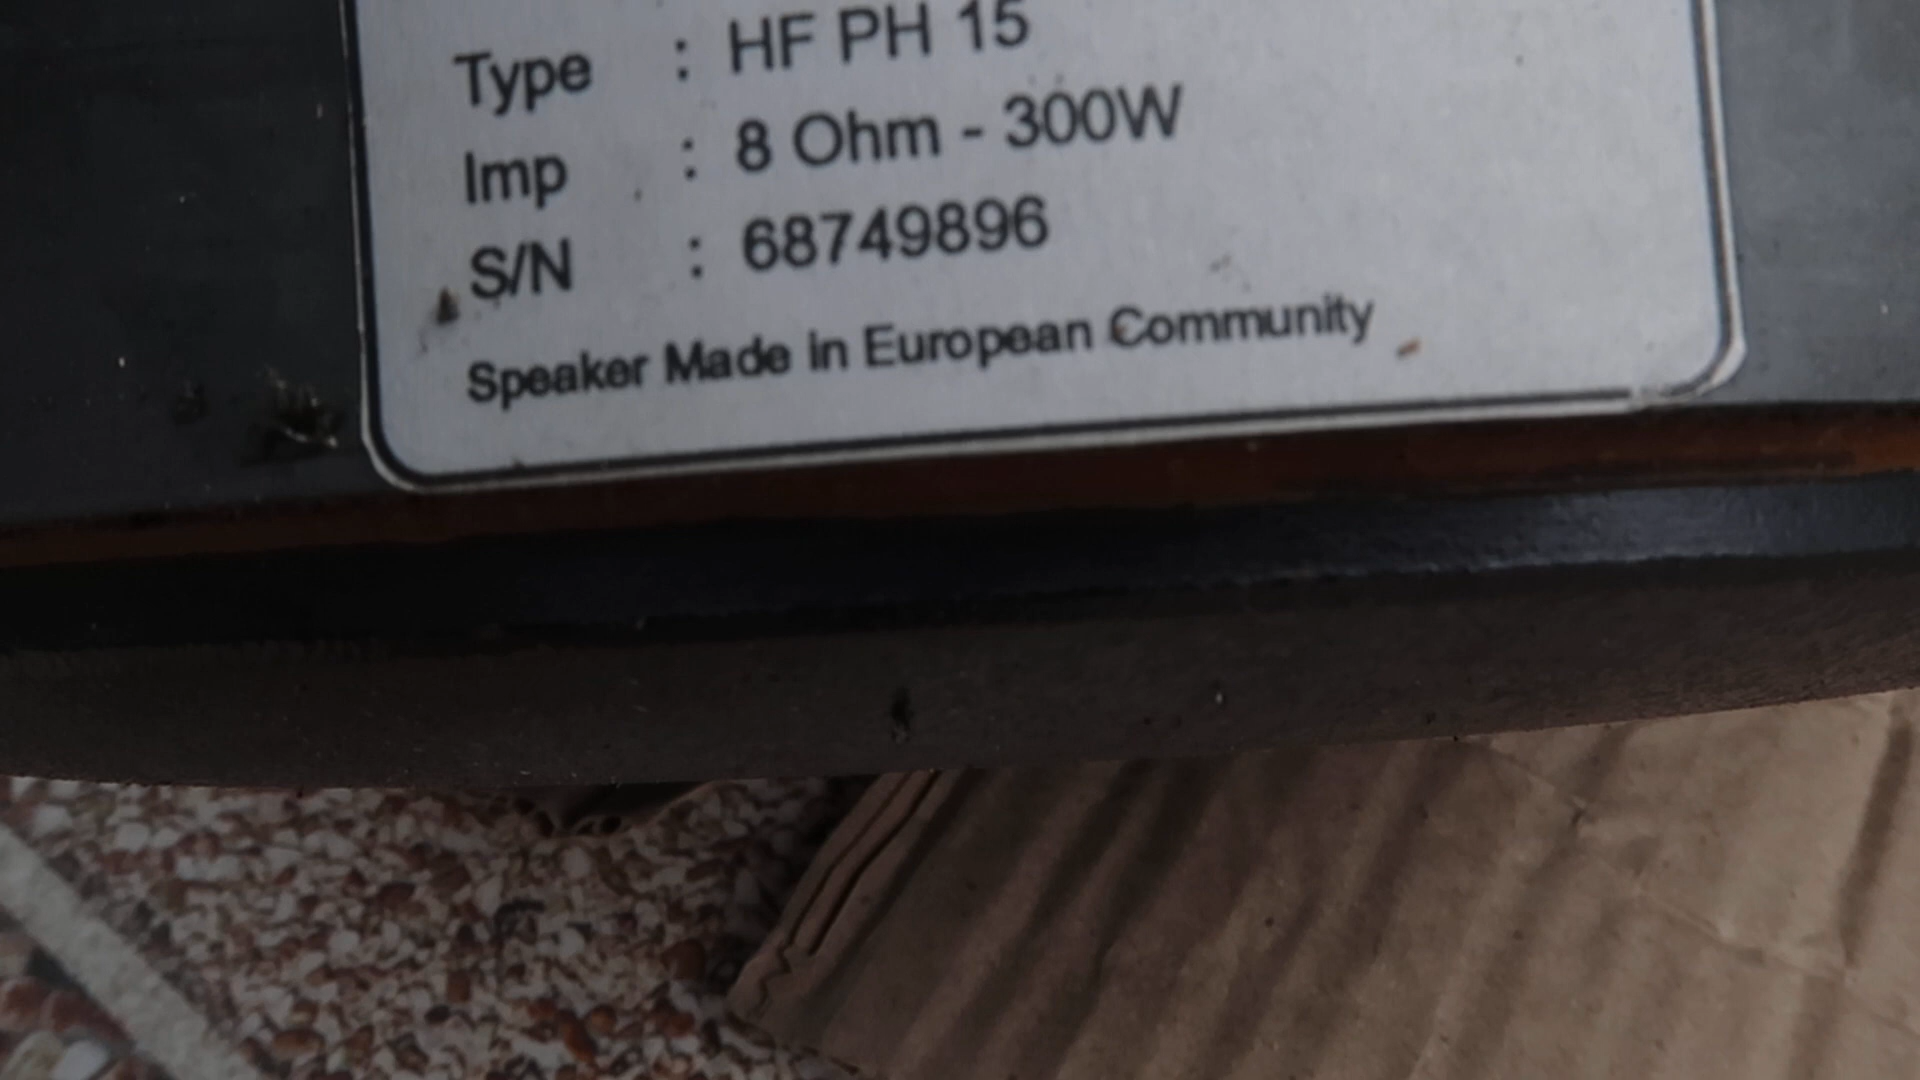 Type : HF PH 15
Imp : 8 Ohm - 300W
S/N : 68749896
Speaker Made in European Community